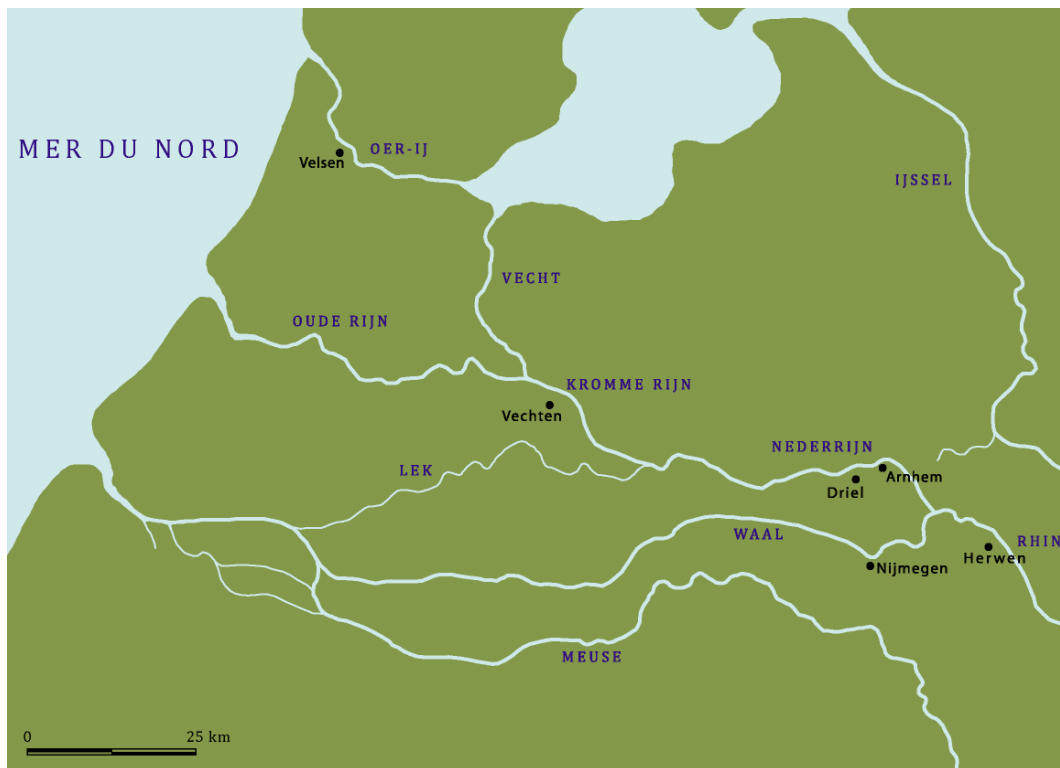 MER DU NORD
OER-IJ
Velsen
IJSSEL
VECHT
OUDE RIJN
KROMME RIJN
Vechten
NEDERRIJN
LEK
Arnhem
Driel
WAAL
RHIN
Herwen
Nijmegen
MEUSE
0 25 km